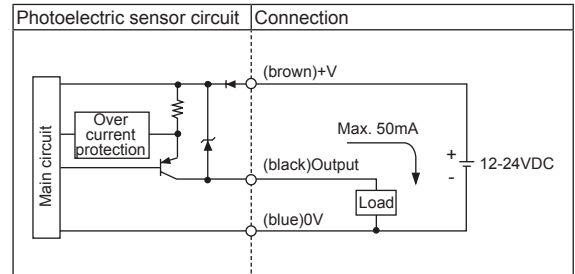 Photoelectric sensor circuit
Connection
(brown)+V
Over
current
protection
Main circuit
Max. 50mA
+
-
12-24VDC
(black)Output
Load
(blue)0V